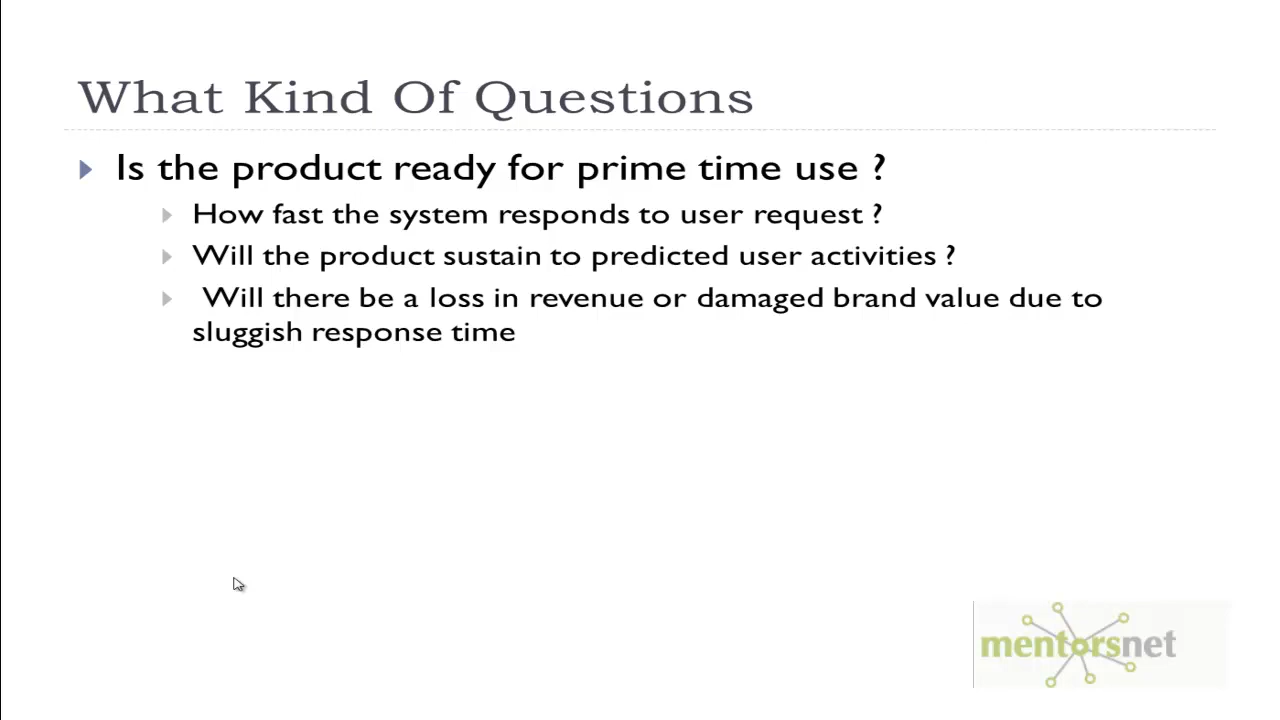 What Kind Of Questions
Is the product ready for prime time use ?
How fast the system responds to user request ?
Will the product sustain to predicted user activities ?
Will there be a loss in revenue or damaged brand value due to
sluggish response time
mentorsnet